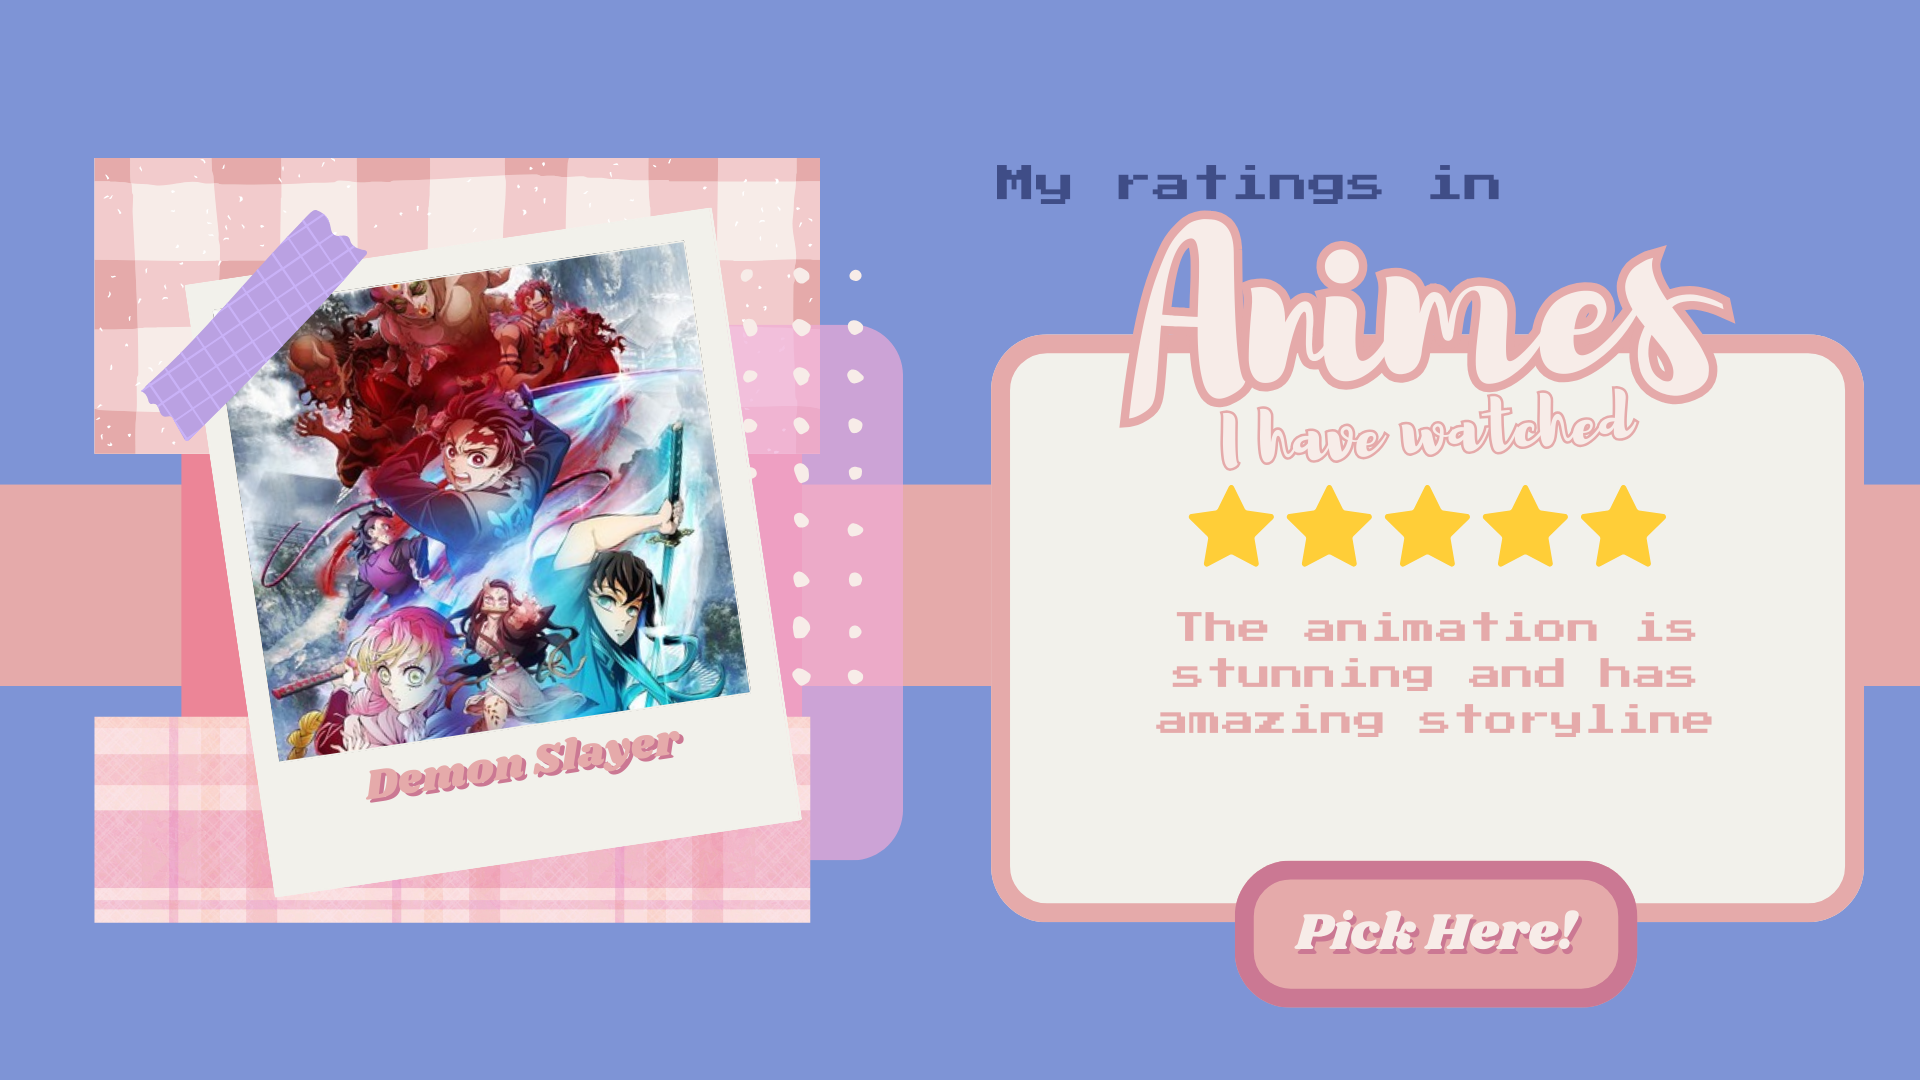 My ratings in
Animes
I have watched
The animation is
stunning and has
amazing storyline
Demon Slayer
Pick Here!